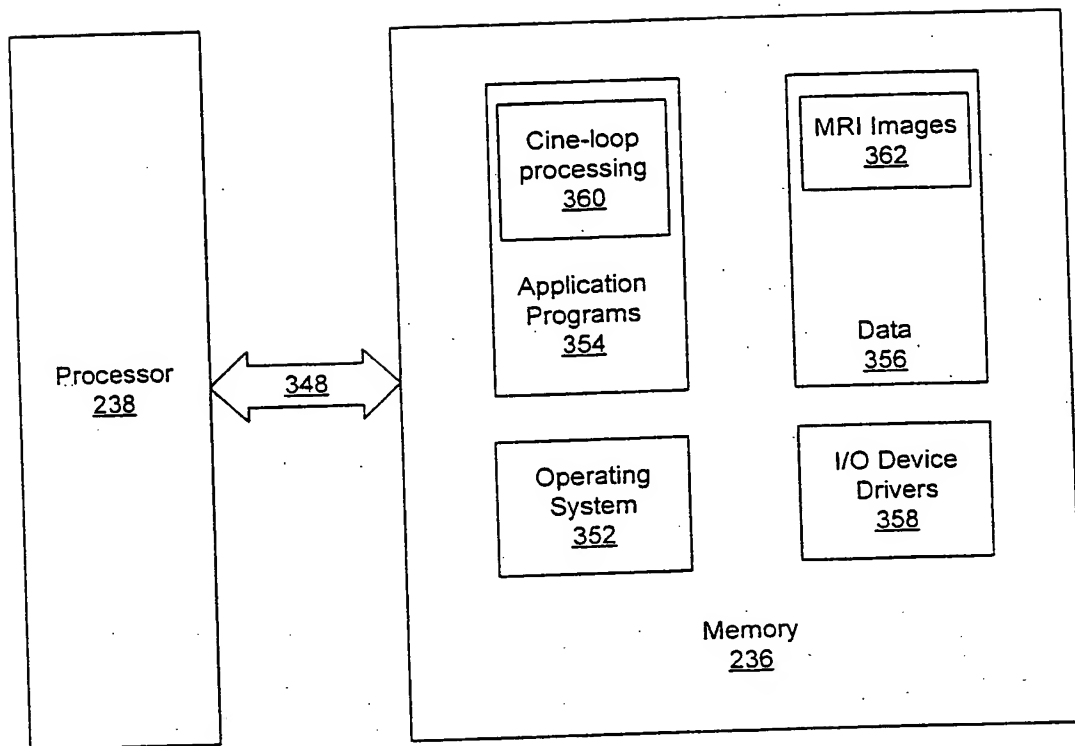 Processor
238
348
Cine-loop
processing
360
Application
Programs
354
MRI Images
362
Data
356
Operating
System
352
I/O Device
Drivers
358
Memory
236